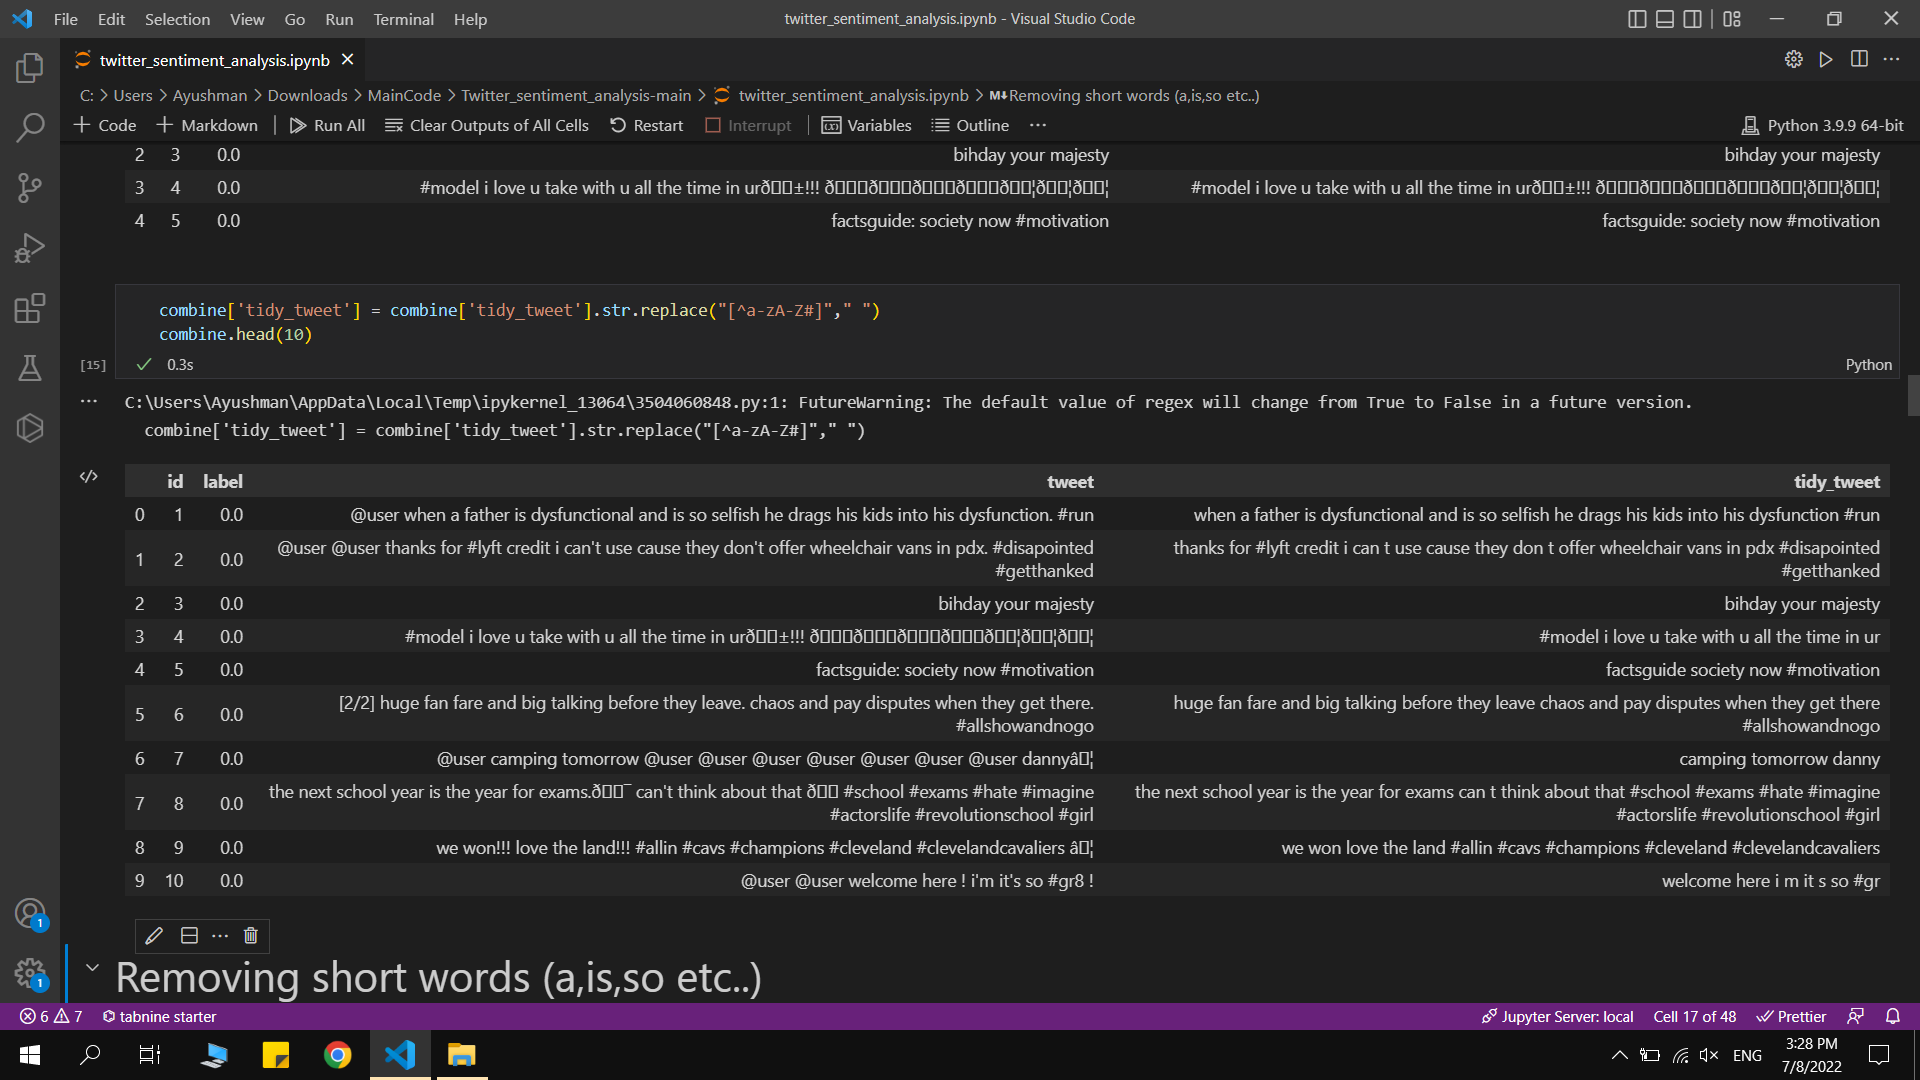 File Edit Selection View Go Run Terminal Help
twitter_sentiment_analysis.ipynb - Visual Studio Code
twitter_sentiment_analysis.ipynb
C: > Users > Ayushman > Downloads > MainCode > Twitter_sentiment_analysis-main > twitter_sentiment_analysis.ipynb > M↓Removing short words (a,is,so etc..)
+ Code + Markdown Run All Clear Outputs of All Cells Restart Interrupt Variables Outline ... Python 3.9.9 64-bit
2 3 0.0 bihday your majesty bihday your majesty
3 4 0.0 #model i love u take with u all the time in urð±!!! ððððð¦ð¦ð¦ #model i love u take with u all the time in urð±!!! ððððð¦ð¦ð¦
4 5 0.0 factsguide: society now #motivation factsguide: society now #motivation
combine['tidy_tweet'] = combine['tidy_tweet'].str.replace("[^a-zA-Z#]"," ")
combine.head(10)
[15] ✓ 0.3s Python
C:\Users\Ayushman\AppData\Local\Temp\ipykernel_13064\3504060848.py:1: FutureWarning: The default value of regex will change from True to False in a future version.
combine['tidy_tweet'] = combine['tidy_tweet'].str.replace("[^a-zA-Z#]"," ")
id label tweet tidy_tweet
0 1 0.0 @user when a father is dysfunctional and is so selfish he drags his kids into his dysfunction. #run when a father is dysfunctional and is so selfish he drags his kids into his dysfunction #run
1 2 0.0 @user @user thanks for #lyft credit i can't use cause they don't offer wheelchair vans in pdx. #disapointed thanks for #lyft credit i can t use cause they don t offer wheelchair vans in pdx #disapointed
#getthanked #getthanked
2 3 0.0 bihday your majesty bihday your majesty
3 4 0.0 #model i love u take with u all the time in urð±!!! ððððð¦ð¦ð¦ #model i love u take with u all the time in ur
4 5 0.0 factsguide: society now #motivation factsguide society now #motivation
5 6 0.0 [2/2] huge fan fare and big talking before they leave. chaos and pay disputes when they get there. huge fan fare and big talking before they leave chaos and pay disputes when they get there
#allshowandnogo #allshowandnogo
6 7 0.0 @user camping tomorrow @user @user @user @user @user @user @user dannyâ¦ camping tomorrow danny
7 8 0.0 the next school year is the year for exams.ð¯ can't think about that ð #school #exams #hate #imagine the next school year is the year for exams can t think about that #school #exams #hate #imagine
#actorslife #revolutionschool #girl #actorslife #revolutionschool #girl
8 9 0.0 we won!!! love the land!!! #allin #cavs #champions #cleveland #clevelandcavaliers â¦ we won love the land #allin #cavs #champions #cleveland #clevelandcavaliers
9 10 0.0 @user @user welcome here ! i'm it's so #gr8 ! welcome here i m it s so #gr
Removing short words (a,is,so etc..)
6 7 tabnine starter Jupyter Server: local Cell 17 of 48 Prettier
1
1
ENG
3:28 PM
7/8/2022